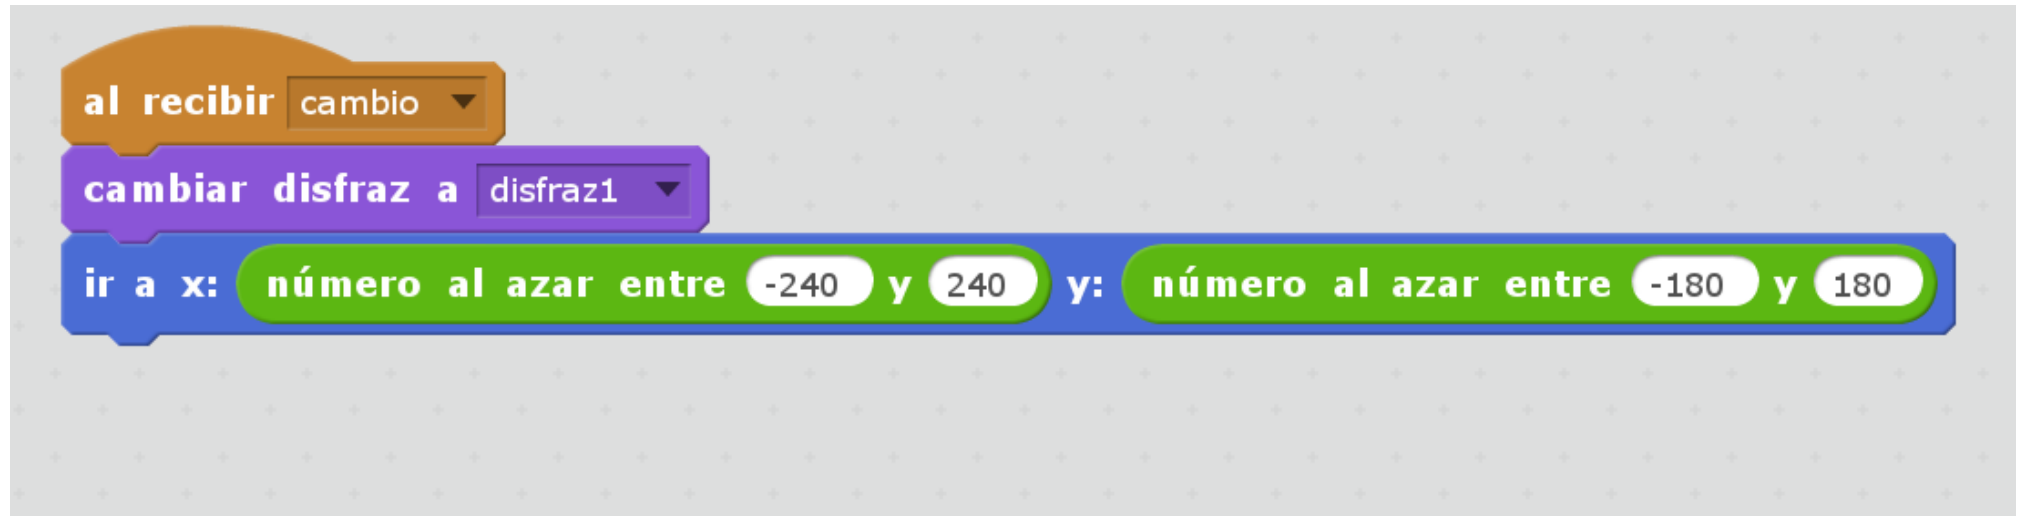 al recibir cambio
cambiar disfraz a disfraz1
ir a x: número al azar entre -240 y 240 y: número al azar entre -180 y 180